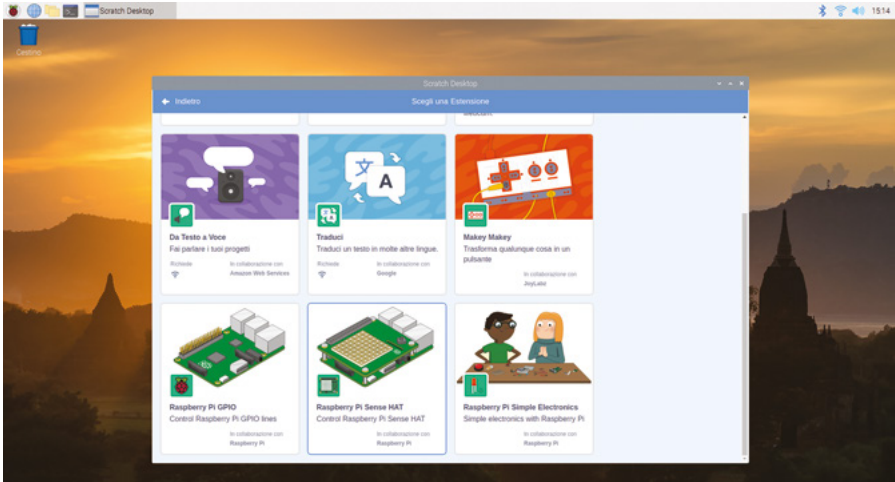 Scratch Desktop
15:14
Cestino
Scratch Desktop
Indietro
Scegli una Estensione
Da Testo a Voce
Fai parlare i tuoi progetti
Richiede
In collaborazione con
Amazon Web Services
文
A
Traduci
Traduci un testo in molte altre lingue.
Richiede
In collaborazione con
Google
Makey Makey
Trasforma qualunque cosa in un
pulsante
In collaborazione con
JoyLabz
Raspberry Pi GPIO
Control Raspberry Pi GPIO lines
In collaborazione con
Raspberry Pi
Raspberry Pi Sense HAT
Control Raspberry Pi Sense HAT
In collaborazione con
Raspberry Pi
Raspberry Pi Simple Electronics
Simple electronics with Raspberry Pi
In collaborazione con
Raspberry Pi